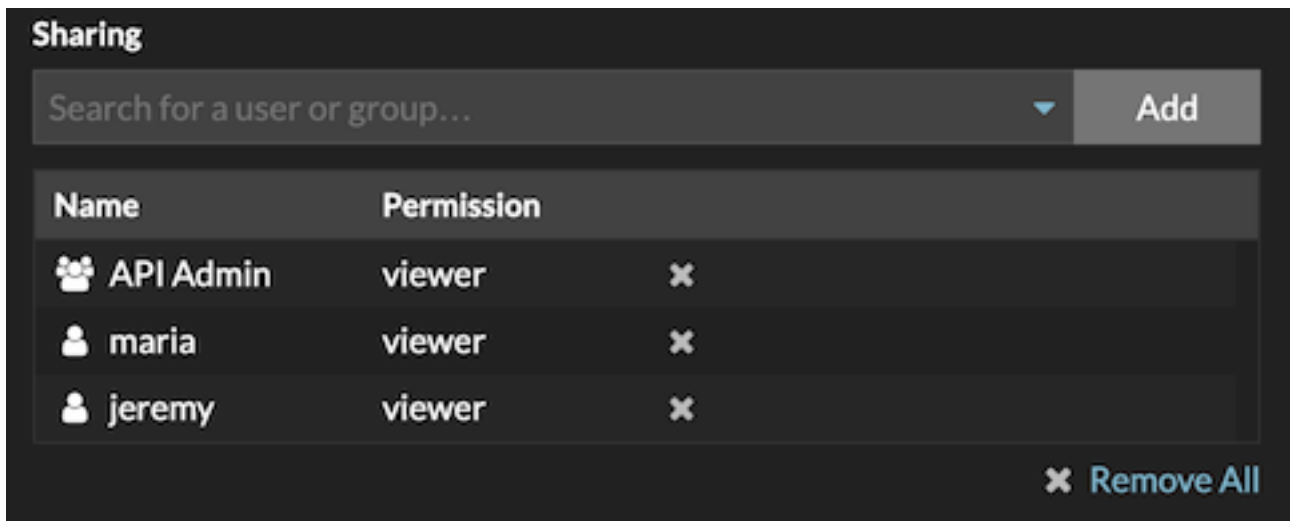 Sharing
Search for a user or group... Add
Name Permission
API Admin viewer
maria viewer
jeremy viewer
Remove All